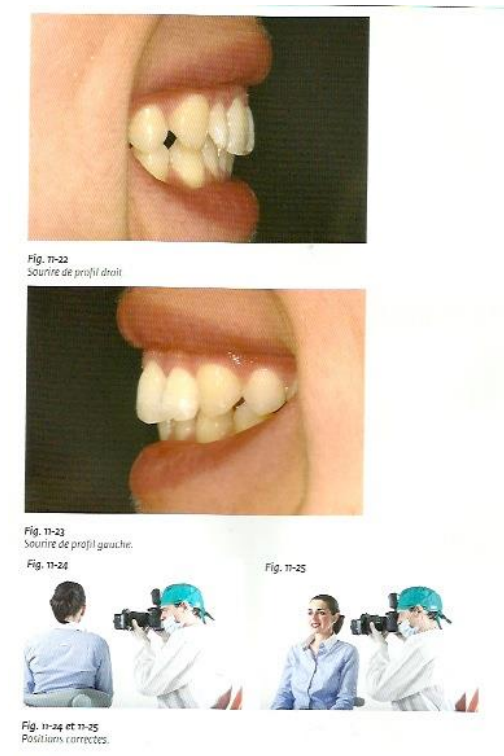 Fig. 11-22
Sourire de profil droit
Fig. 11-23
Sourire de profil gauche.
Fig. 11-24
Fig. 11-25
Fig. 11-24 et 11-25
Positions correctes.